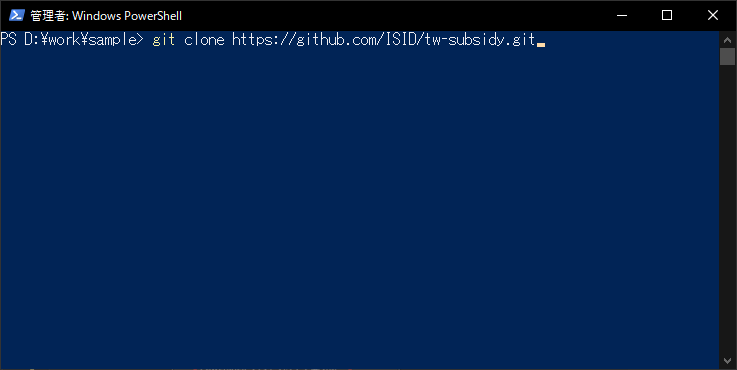 管理者: Windows PowerShell
PS D:¥work¥sample> git clone https://github.com/ISID/tw-subsidy.git